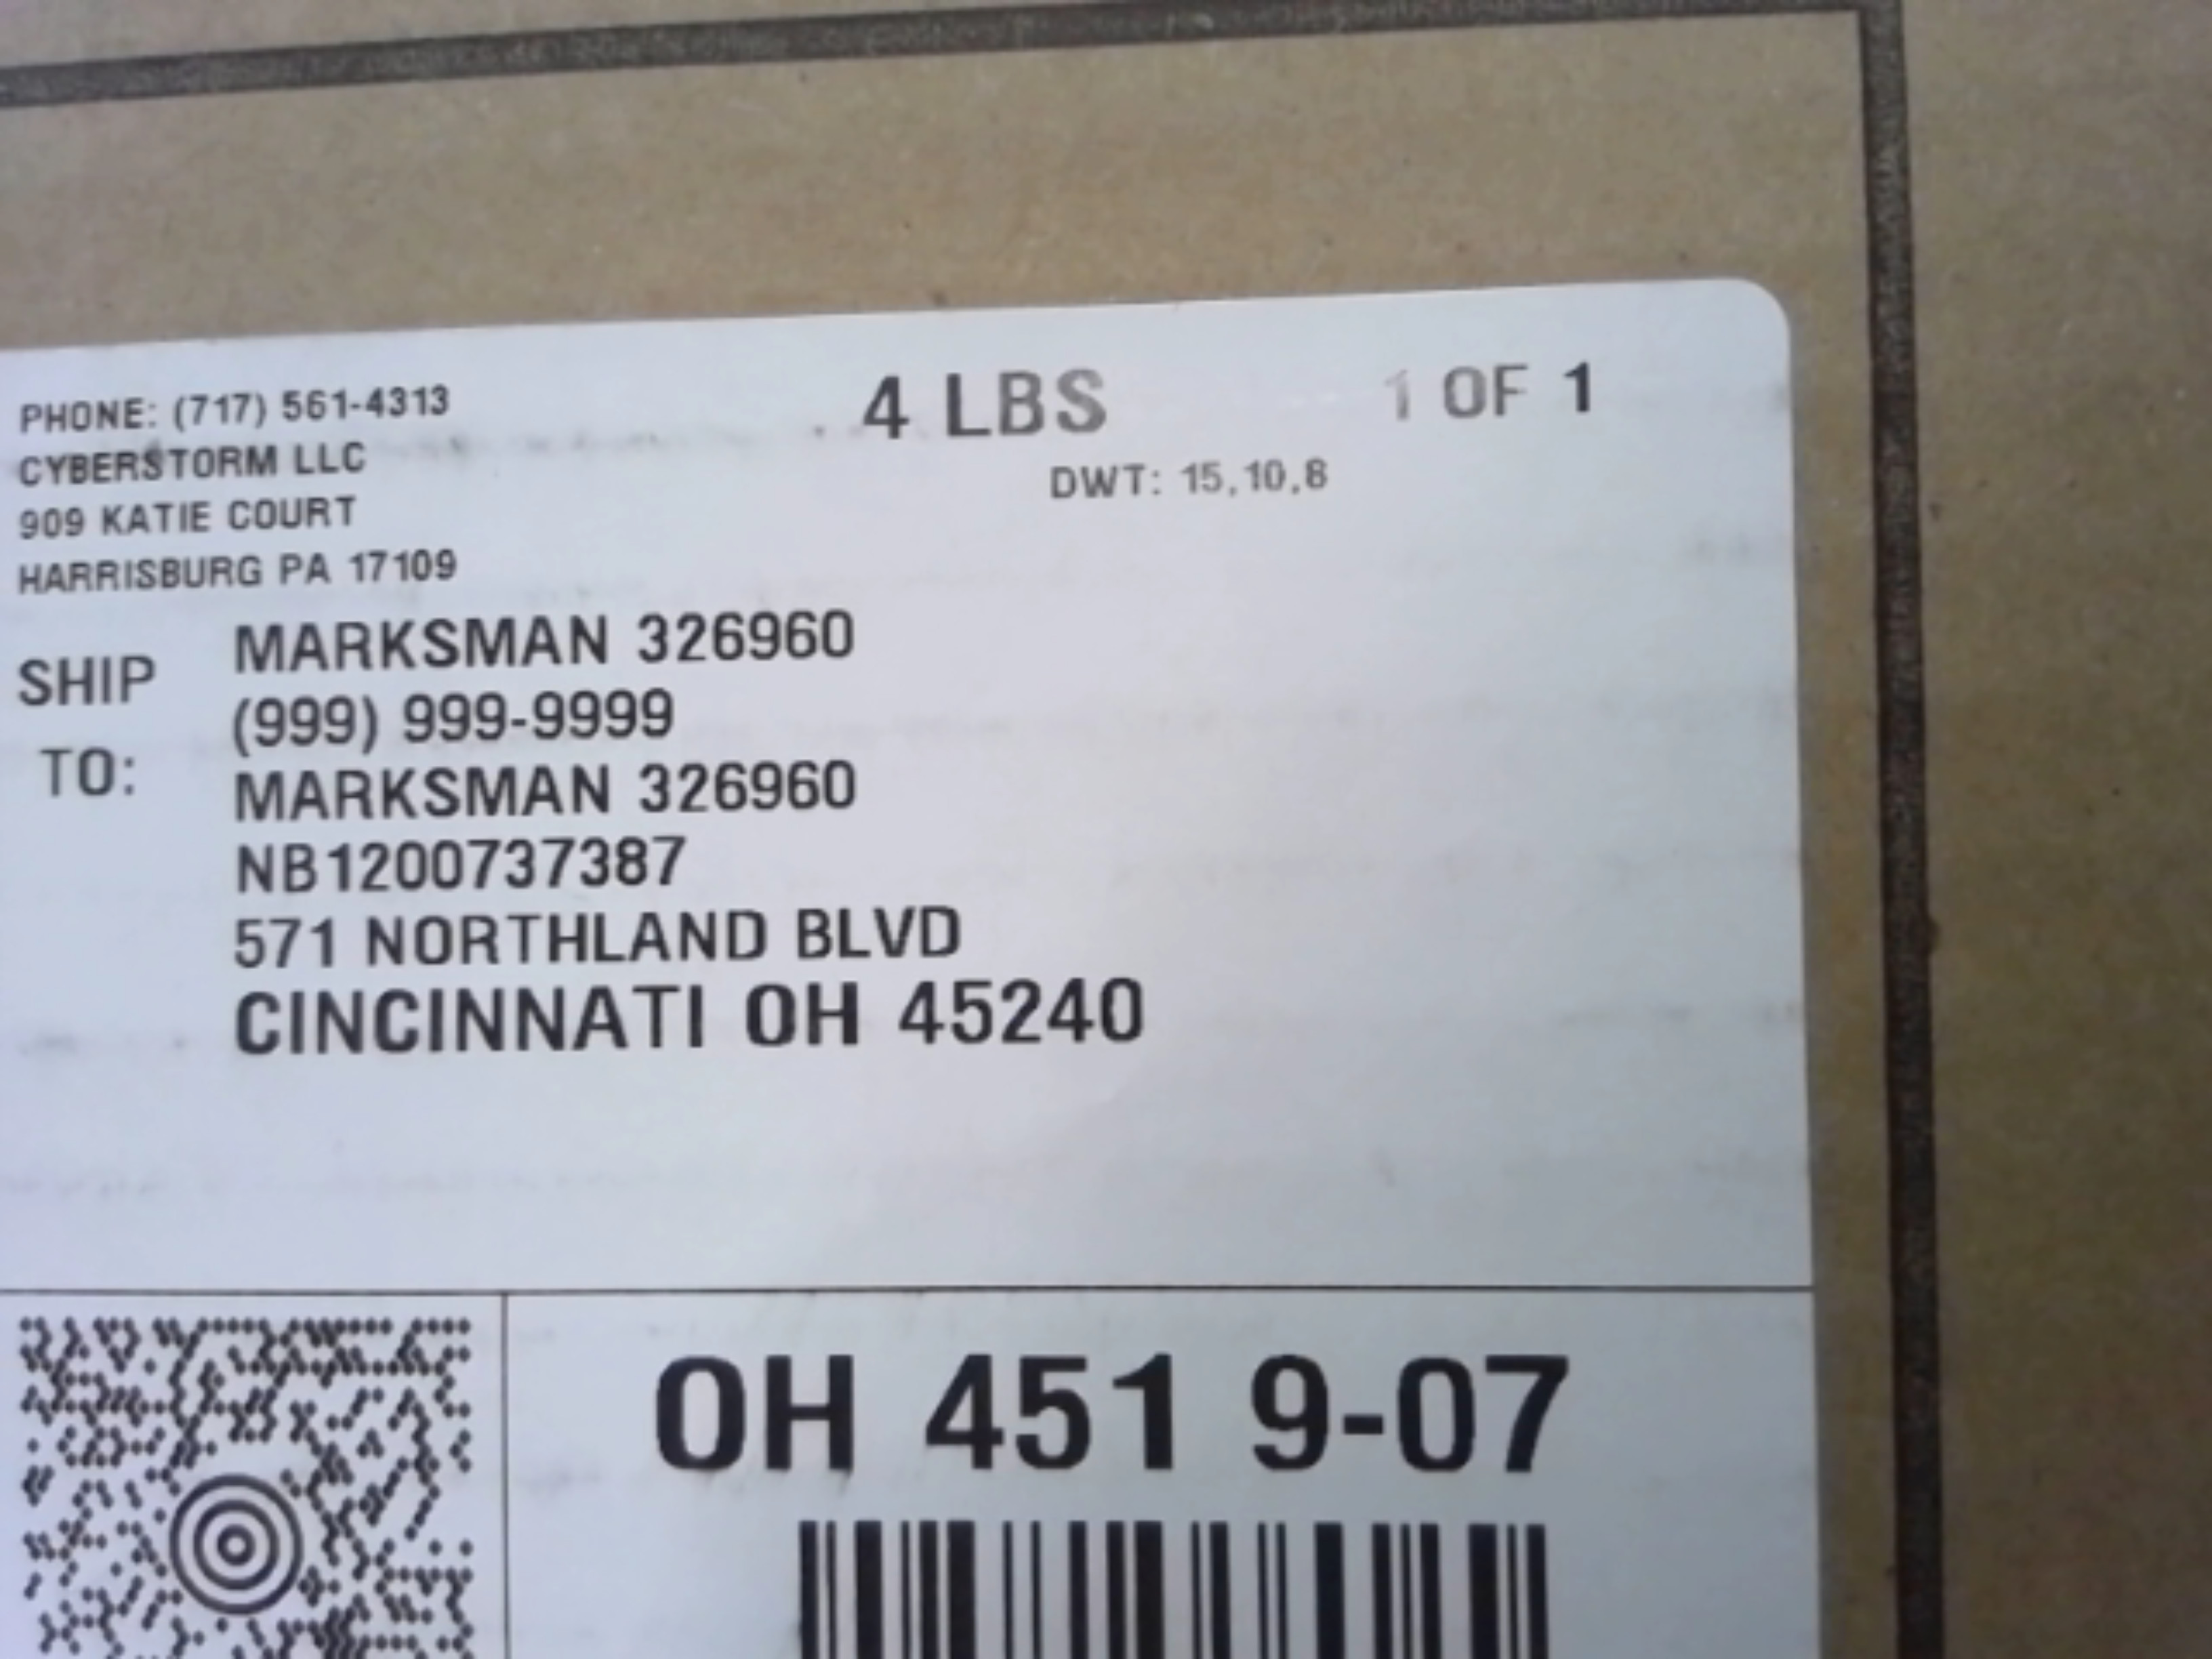 PHONE: (717) 561-4313
CYBERSTORM LLC
909 KATIE COURT
HARRISBURG PA 17109
4 LBS
1 OF 1
DWT: 15,10,8
SHIP
TO:
MARKSMAN 326960
(999) 999-9999
MARKSMAN 326960
NB1200737387
571 NORTHLAND BLVD
CINCINNATI OH 45240
OH 451 9-07